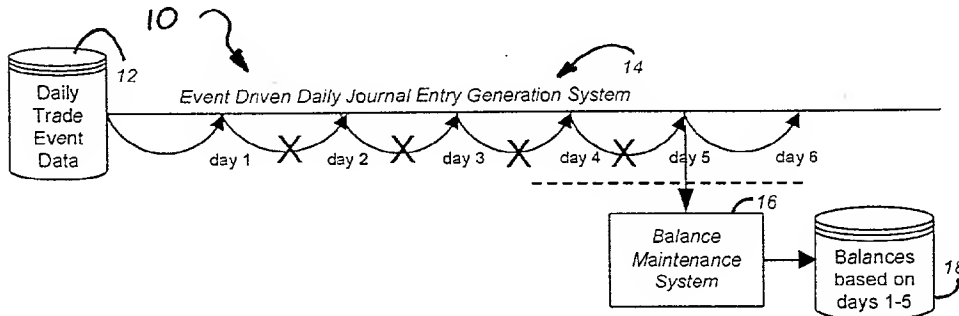 10
12
14
Daily
Trade
Event
Data
Event Driven Daily Journal Entry Generation System
day 1
X
day 2
X
day 3
X
day 4
X
day 5
day 6
16
Balance
Maintenance
System
Balances
based on
days 1-5
18